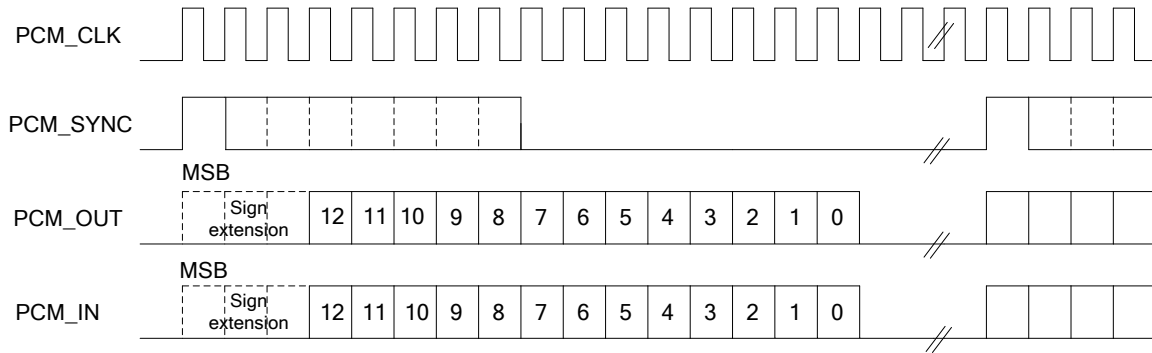 PCM_CLK
PCM_SYNC
MSB
PCM_OUT
Sign
extension
12 11 10 9 8 7 6 5 4 3 2 1 0
MSB
PCM_IN
Sign
extension
12 11 10 9 8 7 6 5 4 3 2 1 0